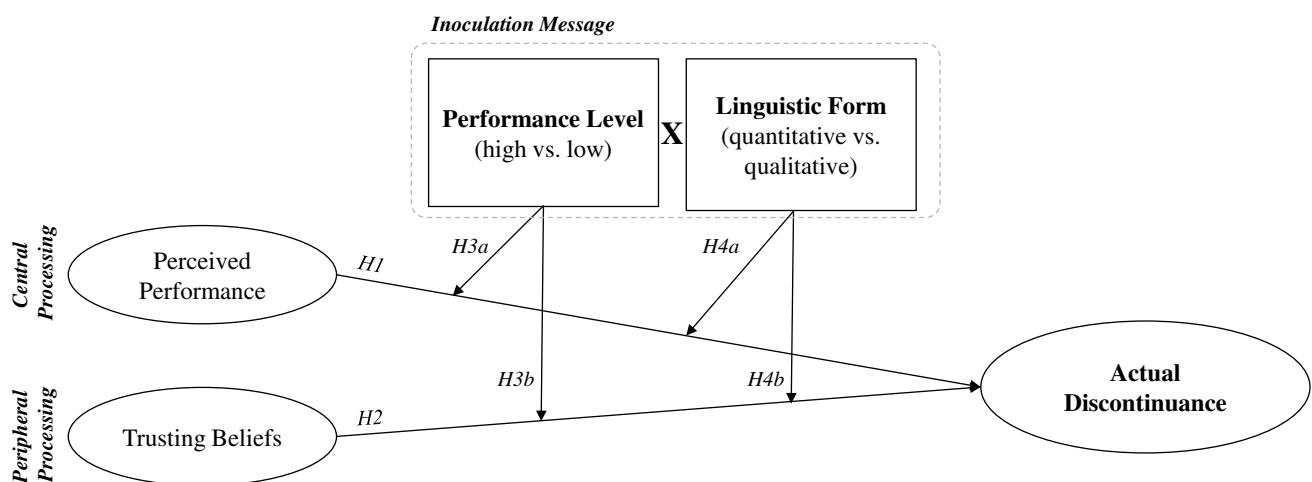 Inoculation Message
Performance Level
(high vs. low)
X
Linguistic Form
(quantitative vs.
qualitative)
Central
Processing
Perceived
Performance
H1
H3a
H4a
H3b
H4b
Peripheral
Processing
Trusting Beliefs
H2
Actual
Discontinuance